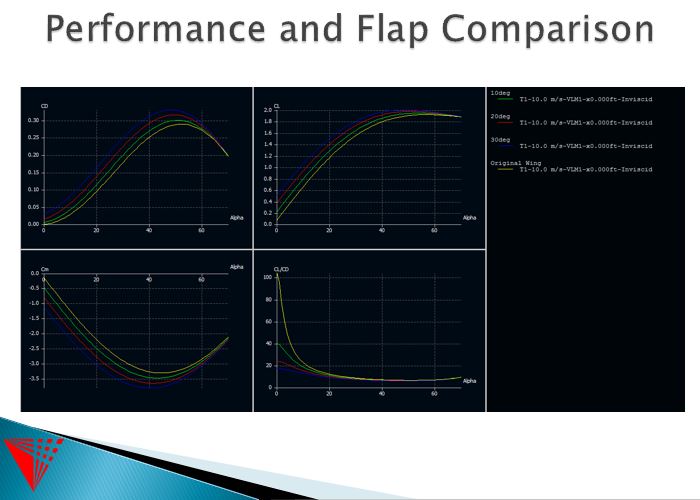 Performance and Flap Comparison
CD
0.30
0.25
0.20
0.15
0.10
0.05
0.00
0 20 40 60
Alpha
CL
2.0
1.8
1.6
1.4
1.2
1.0
0.8
0.6
0.4
0.2
0.0
0 20 40 60
Alpha
10deg
T1-10.0 m/s-VLM1-x0.000ft-Inviscid
20deg
T1-10.0 m/s-VLM1-x0.000ft-Inviscid
30deg
T1-10.0 m/s-VLM1-x0.000ft-Inviscid
Original Wing
T1-10.0 m/s-VLM1-x0.000ft-Inviscid
Cm
Alpha
0.0
0 20 40 60
-0.5
-1.0
-1.5
-2.0
-2.5
-3.0
-3.5
CL/CD
100
80
60
40
20
0
0 20 40 60
Alpha